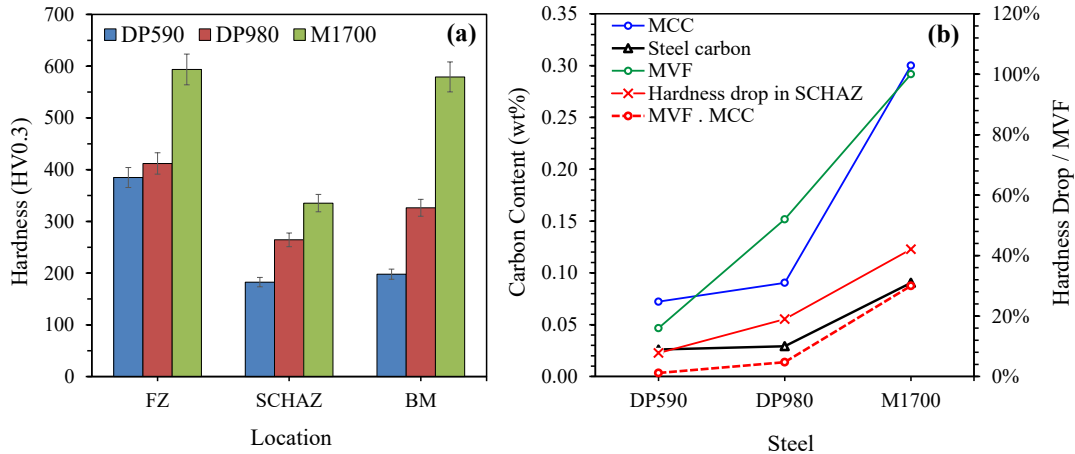 DP590 DP980 M1700 (a)
700
600
500
400
300
200
100
0
Hardness (HV0.3)
FZ SCHAZ BM
Location
(b)
MCC
Steel carbon
MVF
Hardness drop in SCHAZ
MVF . MCC
0.35
0.30
0.25
0.20
0.15
0.10
0.05
0.00
Carbon Content (wt%)
120%
100%
80%
60%
40%
20%
0%
Hardness Drop / MVF
DP590 DP980 M1700
Steel